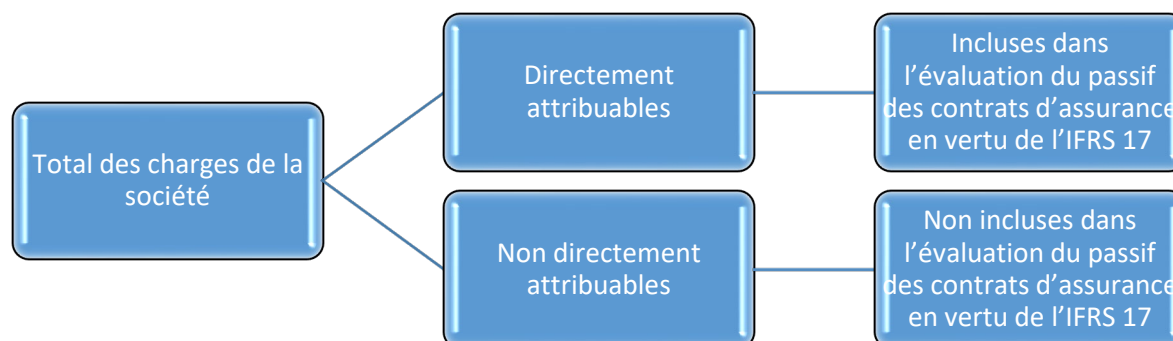 Total des charges de la
société
Directement
attribuables
Incluses dans
l’évaluation du passif
des contrats d’assurance
en vertu de l’IFRS 17
Non directement
attribuables
Non incluses dans
l’évaluation du passif
des contrats d’assurance
en vertu de l’IFRS 17